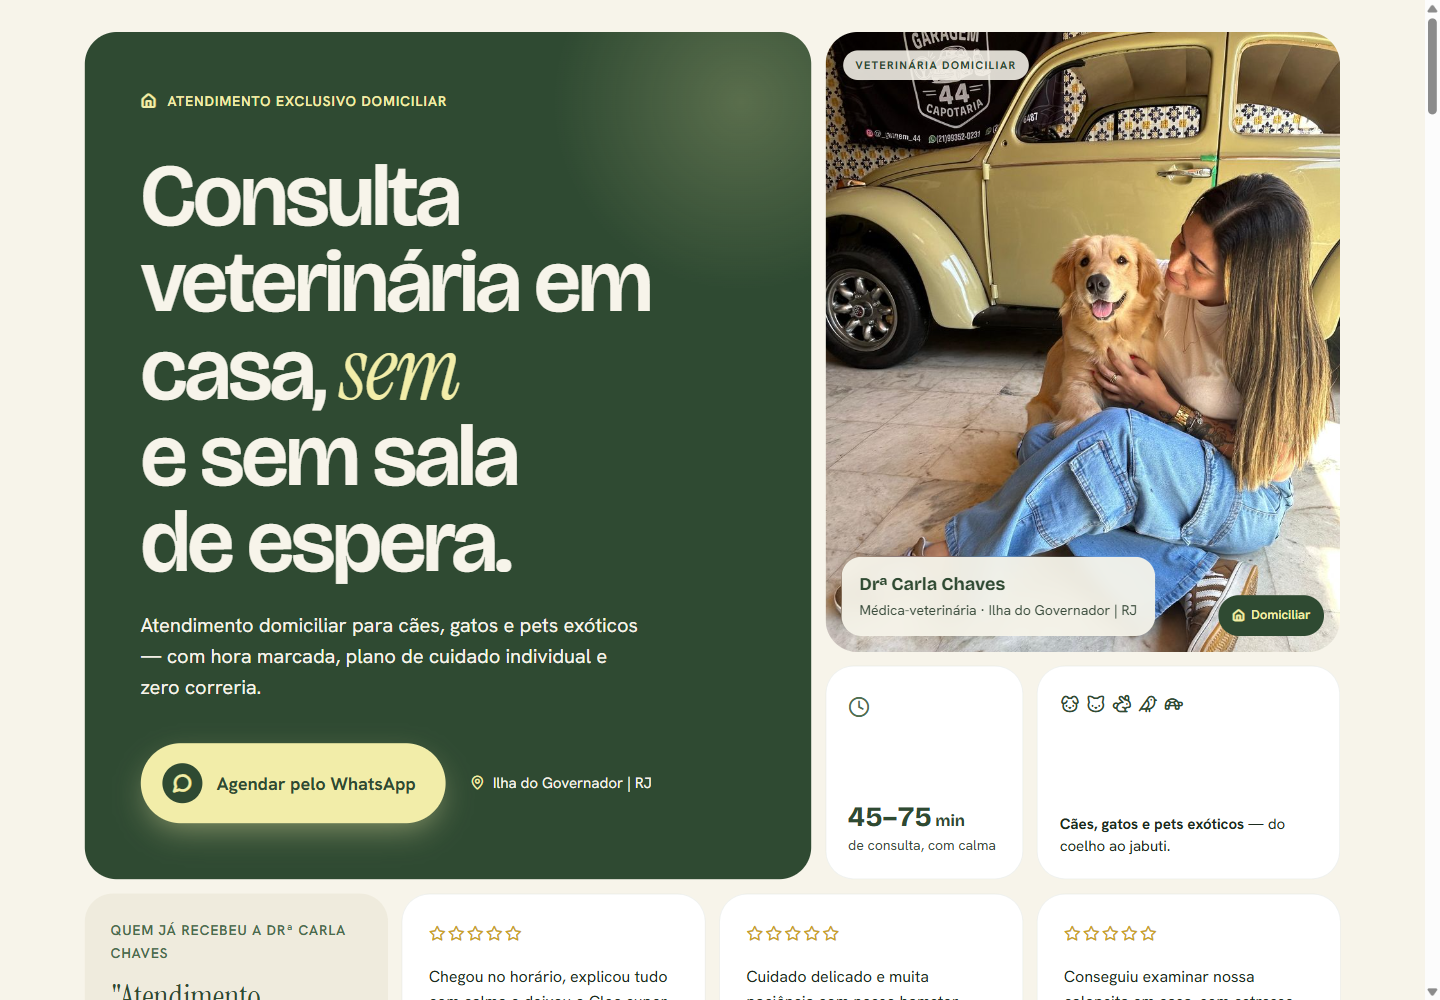 ATENDIMENTO EXCLUSIVO DOMICILIAR
Consulta
veterinária em
casa, sem
e sem sala
de espera.
Atendimento domiciliar para cães, gatos e pets exóticos
— com hora marcada, plano de cuidado individual e
zero correria.
Agendar pelo WhatsApp
Ilha do Governador | RJ
GARAGEM
VETERINÁRIA DOMICILIAR
44
CAPOTARIA
(21)99352-0231
Drª Carla Chaves
Médica-veterinária · Ilha do Governador | RJ
Domiciliar
45–75 min
de consulta, com calma
Cães, gatos e pets exóticos — do
coelho ao jabuti.
QUEM JÁ RECEBEU A DRª CARLA
CHAVES
"Atendimento
Chegou no horário, explicou tudo
Cuidado delicado e muita
Conseguiu examinar nossa